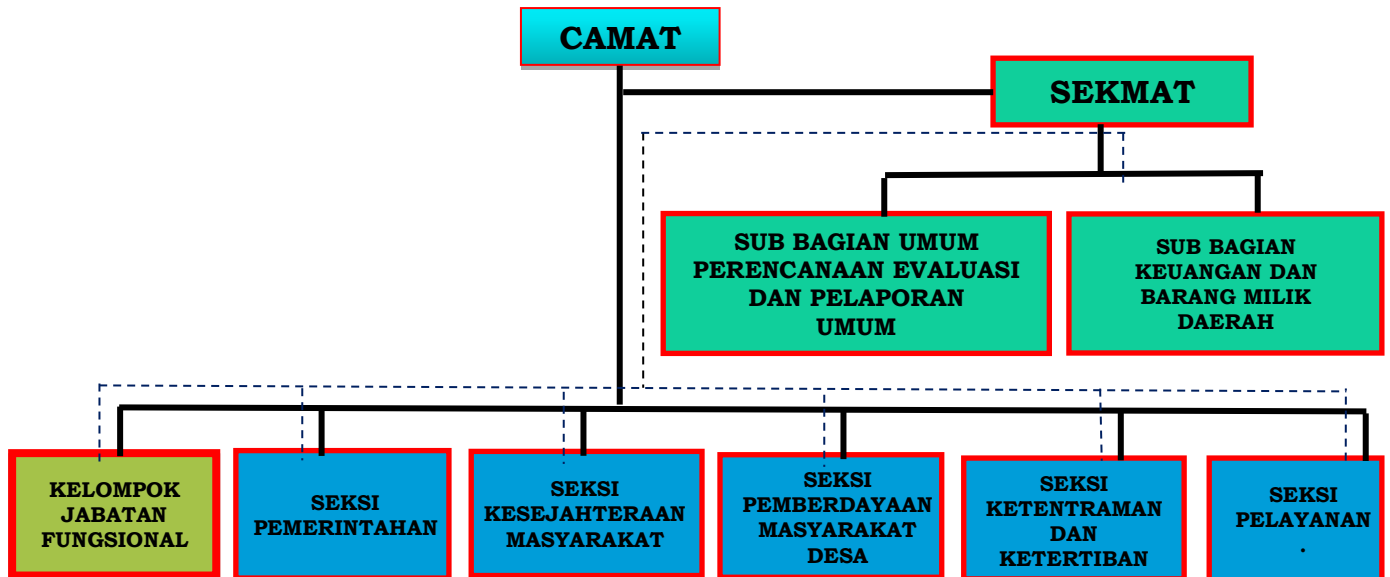 CAMAT
SEKMAT
SUB BAGIAN UMUM
PERENCANAAN EVALUASI
DAN PELAPORAN
UMUM
SUB BAGIAN
KEUANGAN DAN
BARANG MILIK
DAERAH
KELOMPOK
JABATAN
FUNGSIONAL
SEKSI
PEMERINTAHAN
SEKSI
KESEJAHTERAAN
MASYARAKAT
SEKSI
PEMBERDAYAAN
MASYARAKAT
DESA
SEKSI
KETENTRAMAN
DAN
KETERTIBAN
SEKSI
PELAYANAN
.